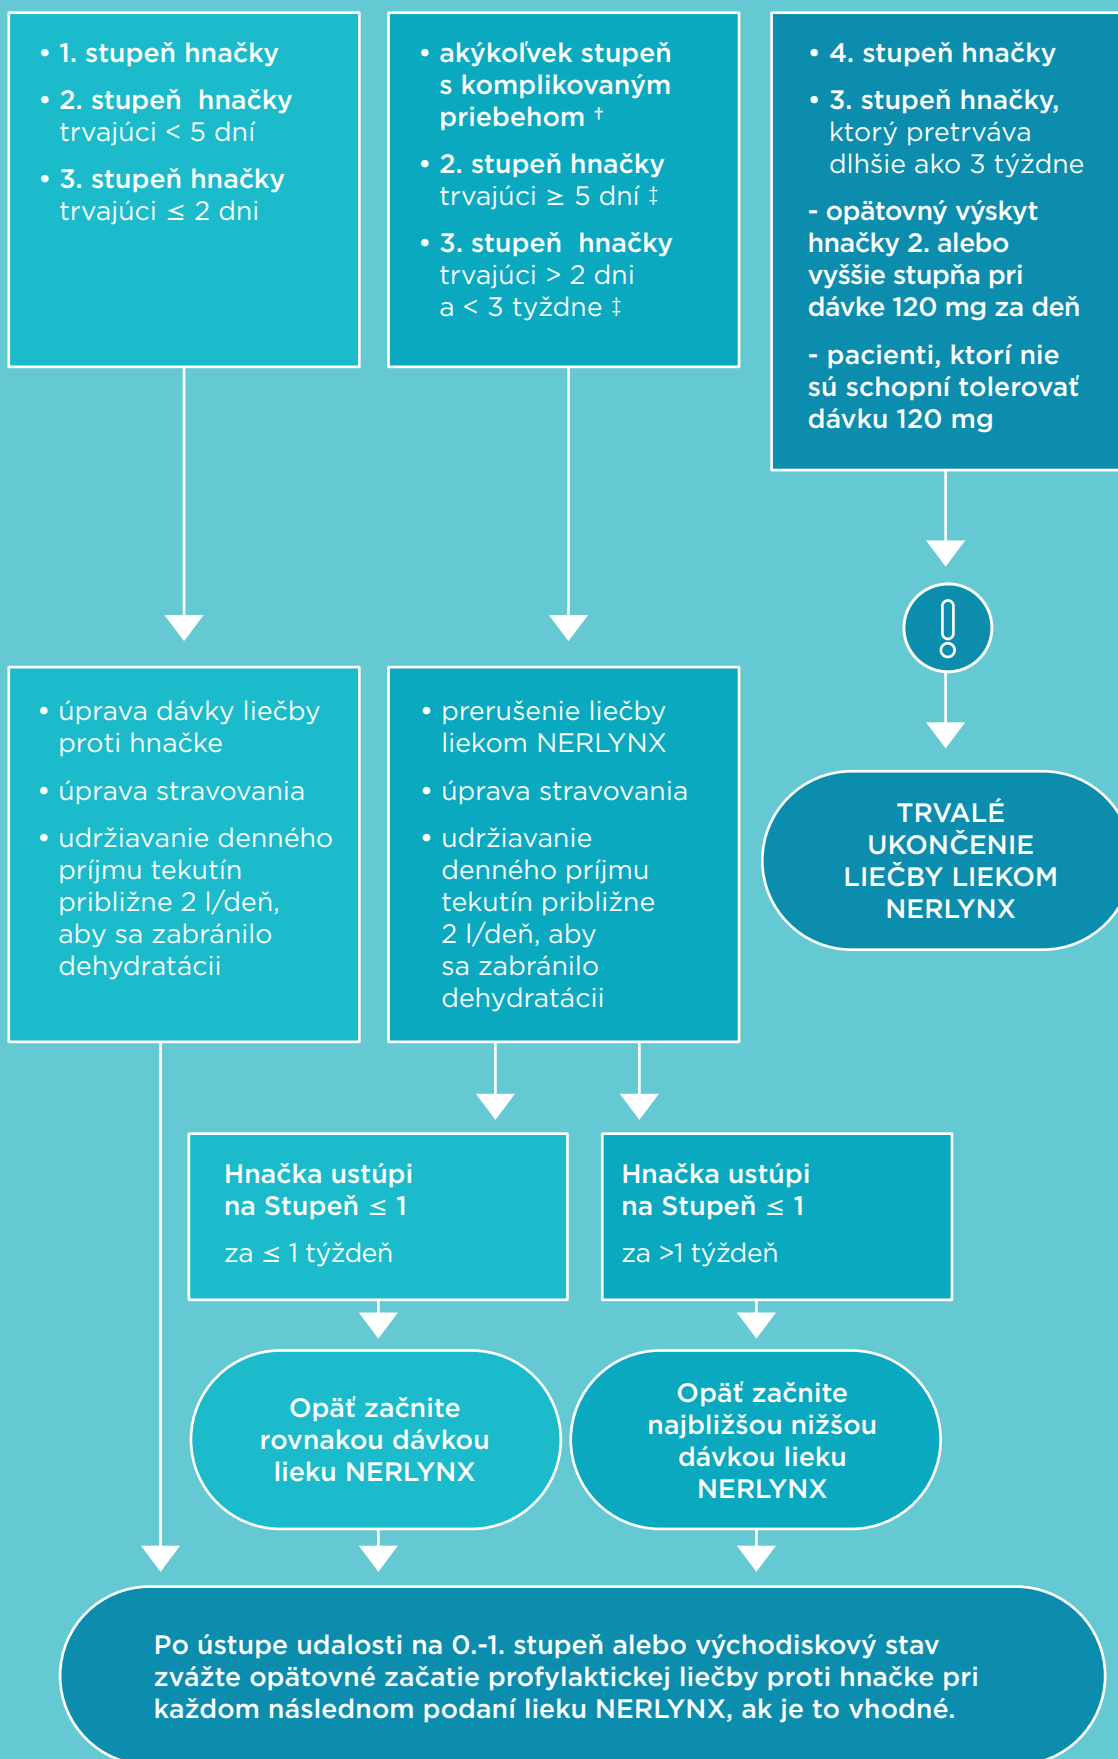 • 1. stupeň hnačky
• 2. stupeň hnačky
trvajúci < 5 dní
• 3. stupeň hnačky
trvajúci ≤ 2 dni
• akýkoľvek stupeň
s komplikovaným
priebehom †
• 2. stupeň hnačky
trvajúci ≥ 5 dní ‡
• 3. stupeň hnačky
trvajúci > 2 dni
a < 3 tyždne ‡
• 4. stupeň hnačky
• 3. stupeň hnačky,
ktorý pretrváva
dlhšie ako 3 týždne
- opätovný výskyt
hnačky 2. alebo
vyššie stupňa pri
dávke 120 mg za deň
- pacienti, ktorí nie
sú schopní tolerovať
dávku 120 mg
• úprava dávky liečby
proti hnačke
• úprava stravovania
• udržiavanie denného
príjmu tekutín
približne 2 l/deň,
aby sa zabránilo
dehydratácii
• prerušenie liečby
liekom NERLYNX
• úprava stravovania
• udržiavanie
denného príjmu
tekutín približne
2 l/deň, aby
sa zabránilo
dehydratácii
TRVALÉ
UKONČENIE
LIEČBY LIEKOM
NERLYNX
Hnačka ustúpi
na Stupeň ≤ 1
za ≤ 1 týždeň
Hnačka ustúpi
na Stupeň ≤ 1
za >1 týždeň
Opäť začnite
rovnakou dávkou
lieku NERLYNX
Opäť začnite
najbližšou nižšou
dávkou lieku
NERLYNX
Po ústupe udalosti na 0.-1. stupeň alebo východiskový stav
zvážte opätovné začatie profylaktickej liečby proti hnačke pri
každom následnom podaní lieku NERLYNX, ak je to vhodné.